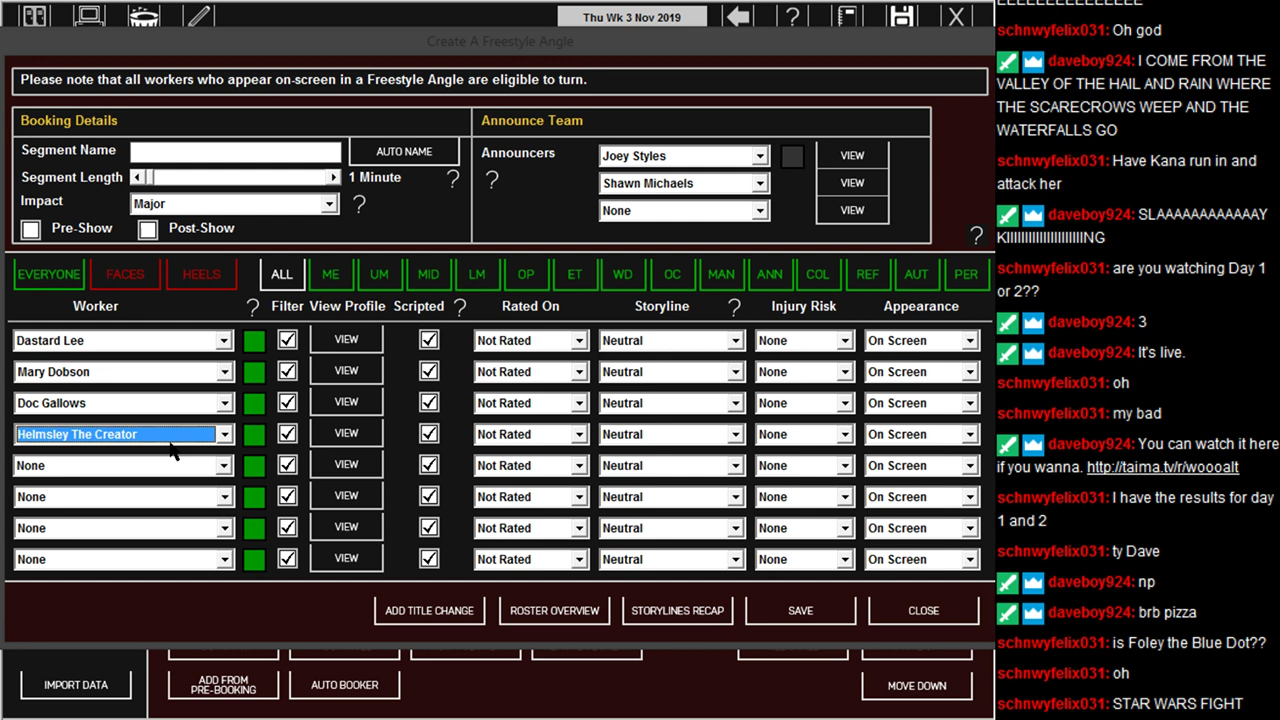 Thu Wk 3 Nov 2019
Create A Freestyle Angle
Please note that all workers who appear on-screen in a Freestyle Angle are eligible to turn.
Booking Details
Segment Name
AUTO NAME
Segment Length
1 Minute
?
Impact
Major
?
Pre-Show
Post-Show
Announce Team
Announcers
?
Joey Styles
VIEW
Shawn Michaels
VIEW
None
VIEW
?
EVERYONE
FACES
HEELS
ALL
ME
UM
MID
LM
OP
ET
WD
OC
MAN
ANN
COL
REF
AUT
PER
Worker ? Filter View Profile Scripted ? Rated On Storyline ? Injury Risk Appearance
Dastard Lee VIEW Not Rated Neutral None On Screen
Mary Dobson VIEW Not Rated Neutral None On Screen
Doc Gallows VIEW Not Rated Neutral None On Screen
Helmsley The Creator VIEW Not Rated Neutral None On Screen
None VIEW Not Rated Neutral None On Screen
None VIEW Not Rated Neutral None On Screen
None VIEW Not Rated Neutral None On Screen
None VIEW Not Rated Neutral None On Screen
ADD TITLE CHANGE
ROSTER OVERVIEW
STORYLINES RECAP
SAVE
CLOSE
IMPORT DATA
ADD FROM
PRE-BOOKING
AUTO BOOKER
MOVE DOWN
schnwyfelix031: Oh god
daveboy924: I COME FROM THE
VALLEY OF THE HAIL AND RAIN WHERE
THE SCARECROWS WEEP AND THE
WATERFALLS GO
schnwyfelix031: Have Kana run in and
attack her
daveboy924: SLAAAAAAAAAAAY
schnwyfelix031: are you watching Day 1
or 2??
daveboy924: 3
daveboy924: It's live.
schnwyfelix031: oh
schnwyfelix031: my bad
daveboy924: You can watch it here
if you wanna. http://taima.tv/r/woooalt
schnwyfelix031: I have the results for day
1 and 2
schnwyfelix031: ty Dave
daveboy924: np
daveboy924: brb pizza
schnwyfelix031: is Foley the Blue Dot??
schnwyfelix031: oh
schnwyfelix031: STAR WARS FIGHT